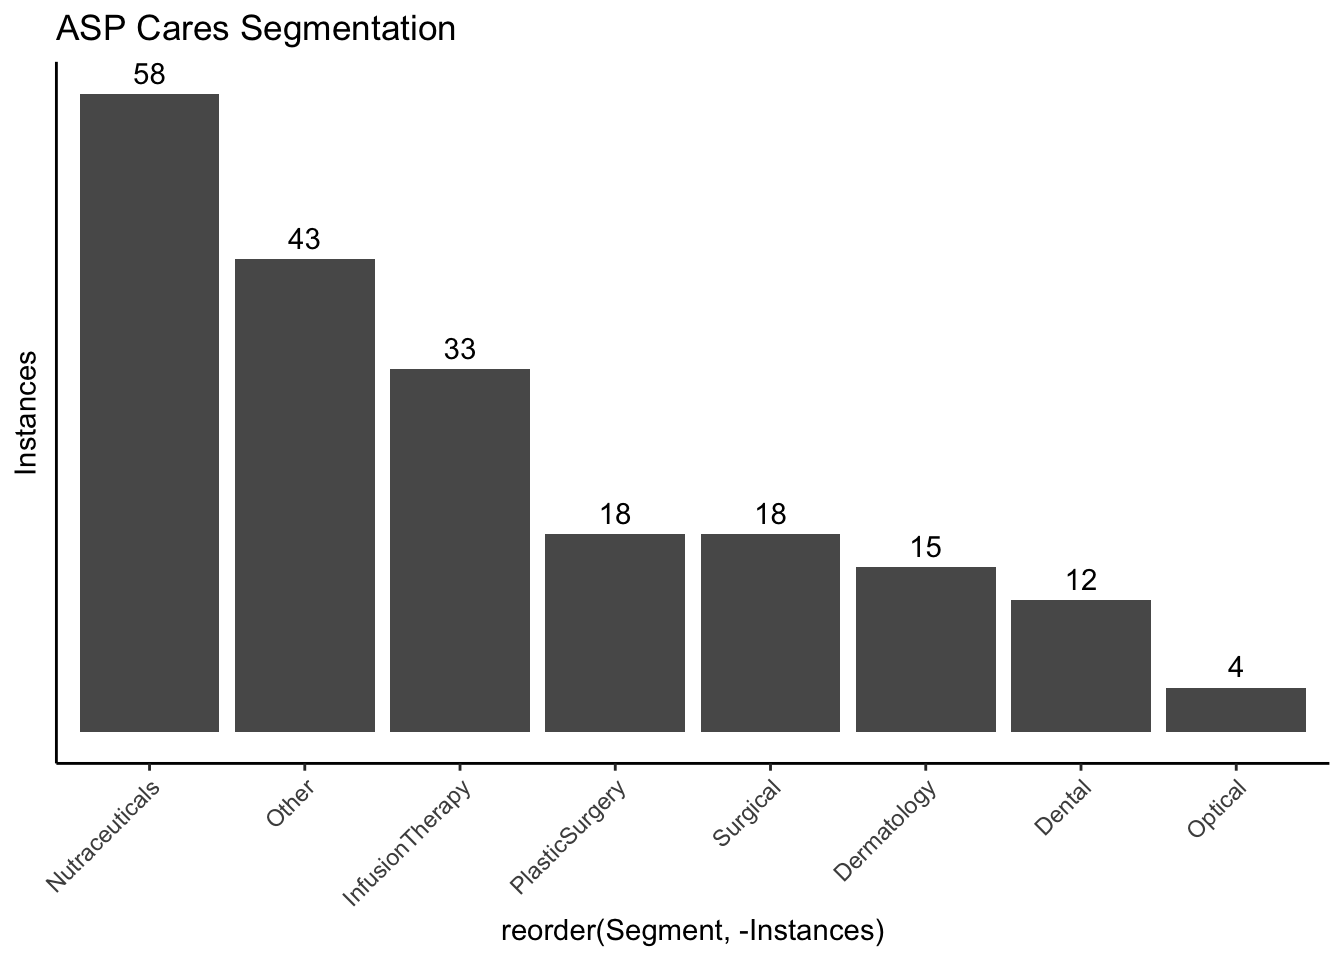 ASP Cares Segmentation
58
43
33
18
18
15
12
4
Instances
Nutraceuticals
Other
InfusionTherapy
PlasticSurgery
Surgical
Dermatology
Dental
Optical
reorder(Segment, -Instances)